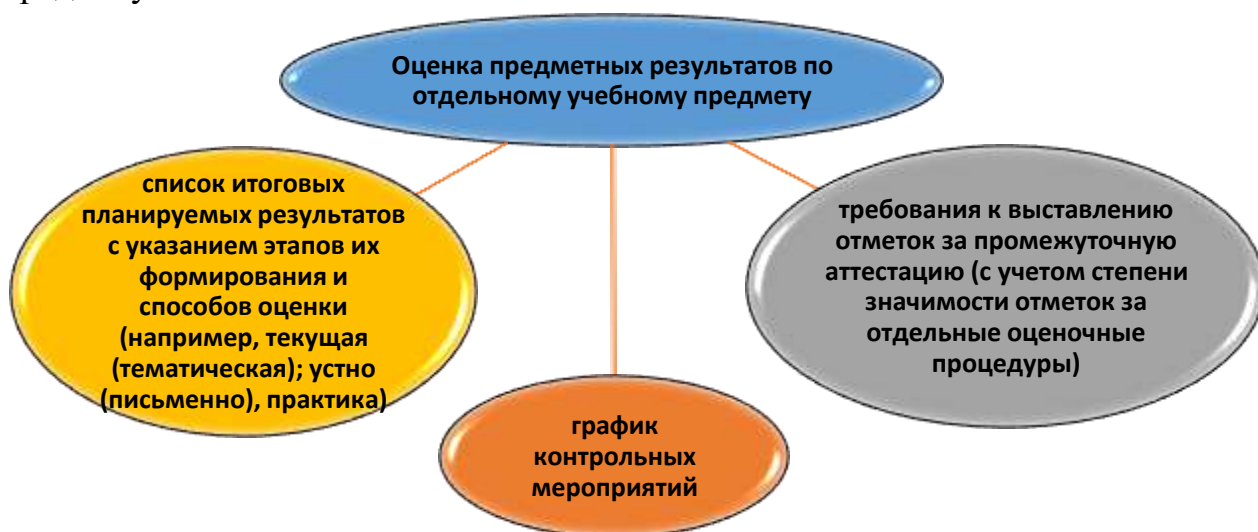 Оценка предметных результатов по
отдельному учебному предмету
список итоговых
планируемых результатов
с указанием этапов их
формирования и
способов оценки
(например, текущая
(тематическая); устно
(письменно), практика)
график
контрольных
мероприятий
требования к выставлению
отметок за промежуточную
аттестацию (с учетом степени
значимости отметок за
отдельные оценочные
процедуры)